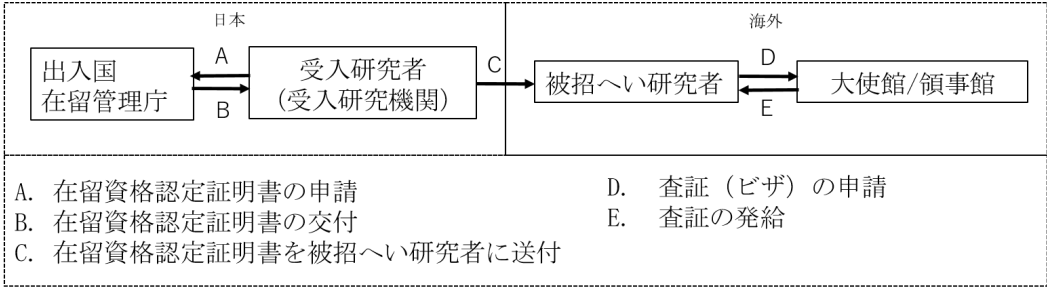 日本
海外
出入国
在留管理庁
A
B
受入研究者
(受入研究機関)
C
被招へい研究者
D
E
大使館/領事館
A. 在留資格認定証明書の申請
B. 在留資格認定証明書の交付
C. 在留資格認定証明書を被招へい研究者に送付
D. 査証（ビザ）の申請
E. 査証の発給